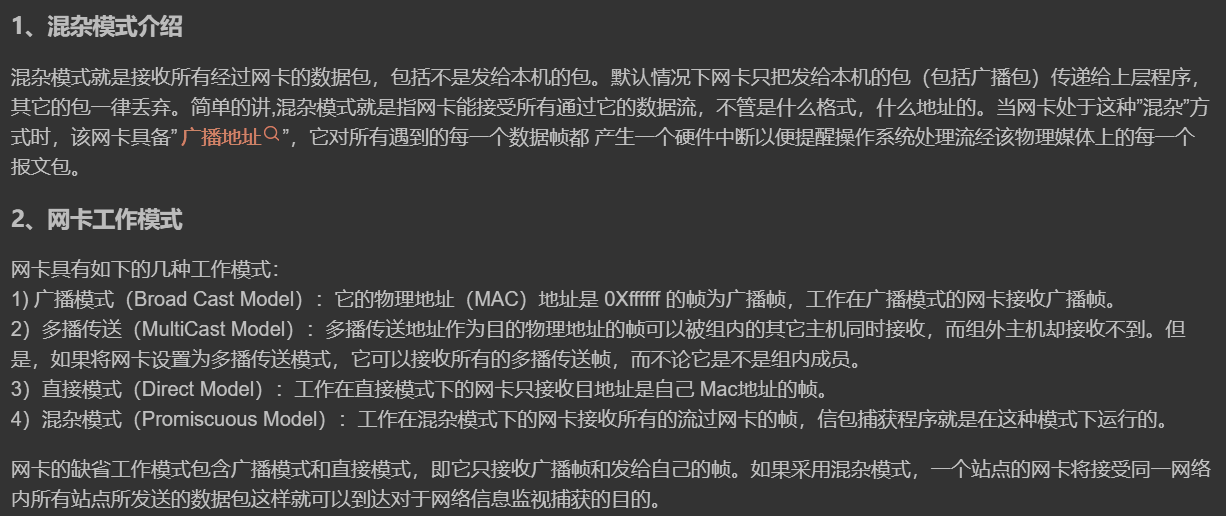 1、混杂模式介绍
混杂模式就是接收所有经过网卡的数据包，包括不是发给本机的包。默认情况下网卡只把发给本机的包（包括广播包）传递给上层程序，
其它的包一律丢弃。简单的讲,混杂模式就是指网卡能接受所有通过它的数据流，不管是什么格式，什么地址的。当网卡处于这种”混杂”方
式时，该网卡具备” 广播地址 ”，它对所有遇到的每一个数据帧都 产生一个硬件中断以便提醒操作系统处理流经该物理媒体上的每一个
报文包。
2、网卡工作模式
网卡具有如下的几种工作模式：
1) 广播模式（Broad Cast Model）：它的物理地址（MAC）地址是 0Xffffff 的帧为广播帧，工作在广播模式的网卡接收广播帧。
2）多播传送（MultiCast Model）：多播传送地址作为目的物理地址的帧可以被组内的其它主机同时接收，而组外主机却接收不到。但
是，如果将网卡设置为多播传送模式，它可以接收所有的多播传送帧，而不论它是不是组内成员。
3）直接模式（Direct Model）：工作在直接模式下的网卡只接收目地址是自己 Mac地址的帧。
4）混杂模式（Promiscuous Model）：工作在混杂模式下的网卡接收所有的流过网卡的帧，信包捕获程序就是在这种模式下运行的。
网卡的缺省工作模式包含广播模式和直接模式，即它只接收广播帧和发给自己的帧。如果采用混杂模式，一个站点的网卡将接受同一网络
内所有站点所发送的数据包这样就可以到达对于网络信息监视捕获的目的。